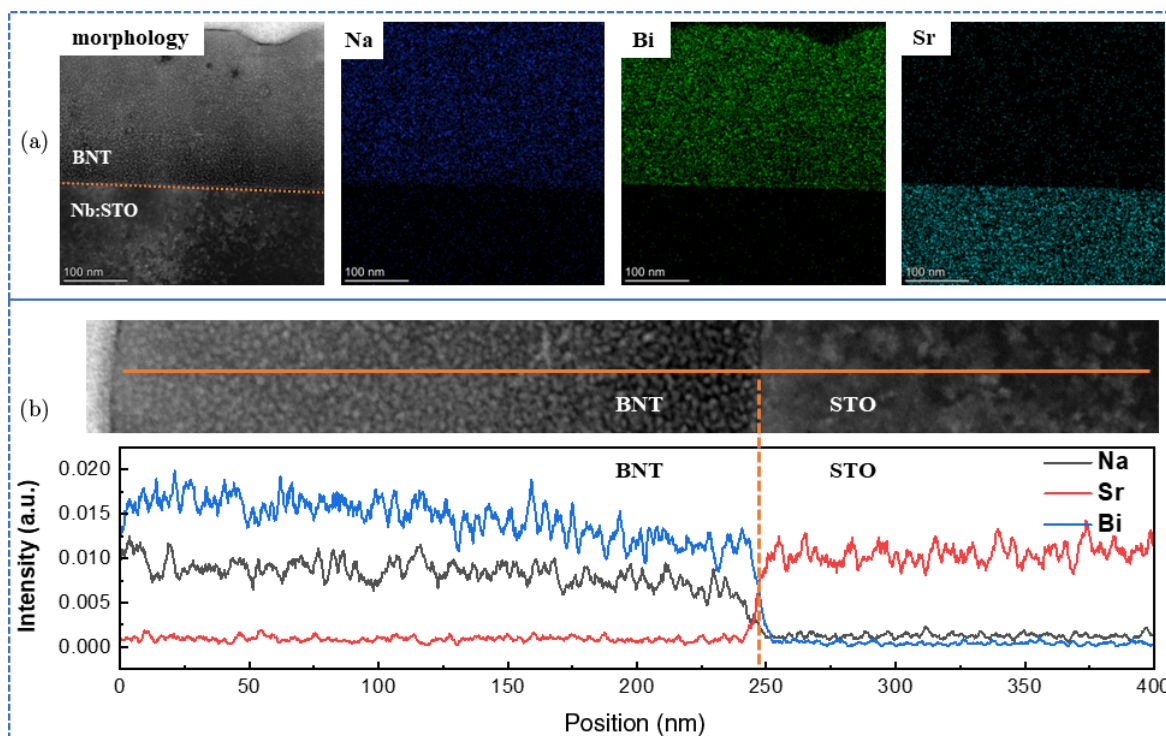 morphology
Na
Bi
Sr
(a)
BNT
Nb:STO
100 nm
100 nm
100 nm
100 nm
(b)
BNT
STO
BNT
STO
Na
Sr
Bi
Intensity (a.u.)
0.020
0.015
0.010
0.005
0.000
0
50
100
150
200
250
300
350
400
Position (nm)